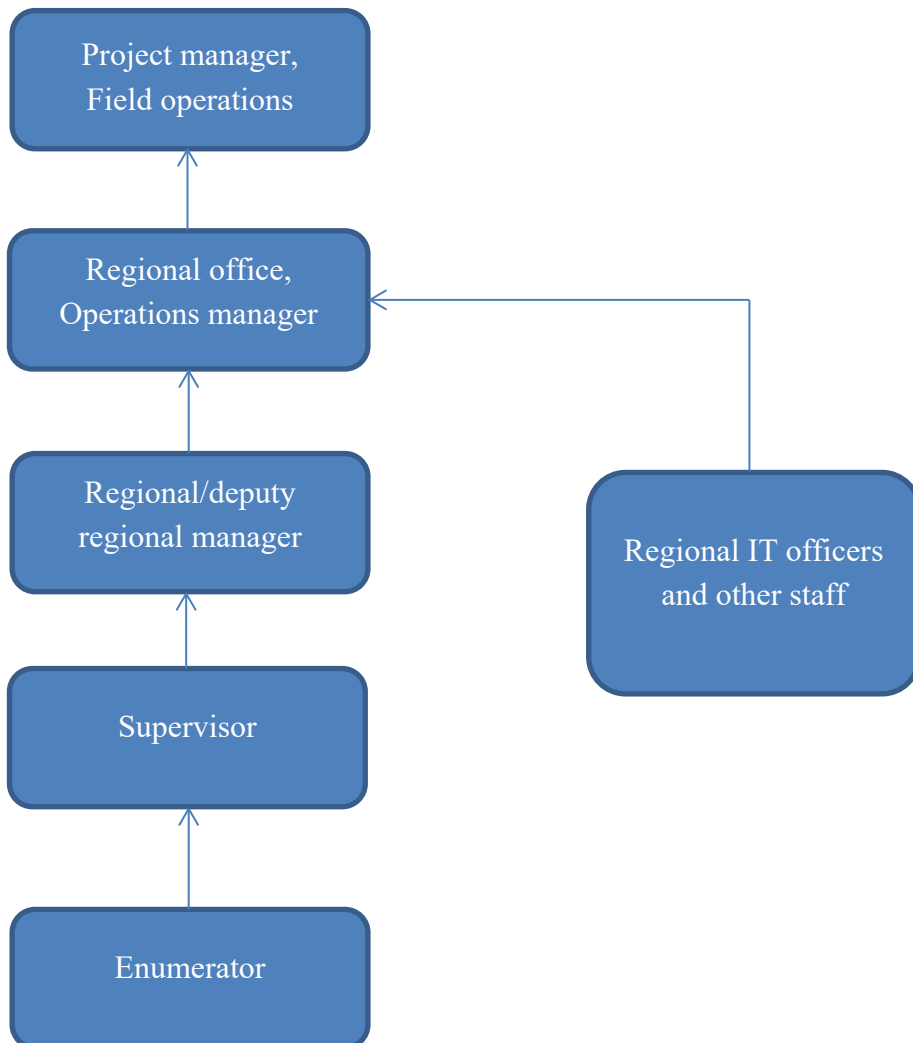 Project manager,
Field operations
Regional office,
Operations manager
Regional/deputy
regional manager
Regional IT officers
and other staff
Supervisor
Enumerator